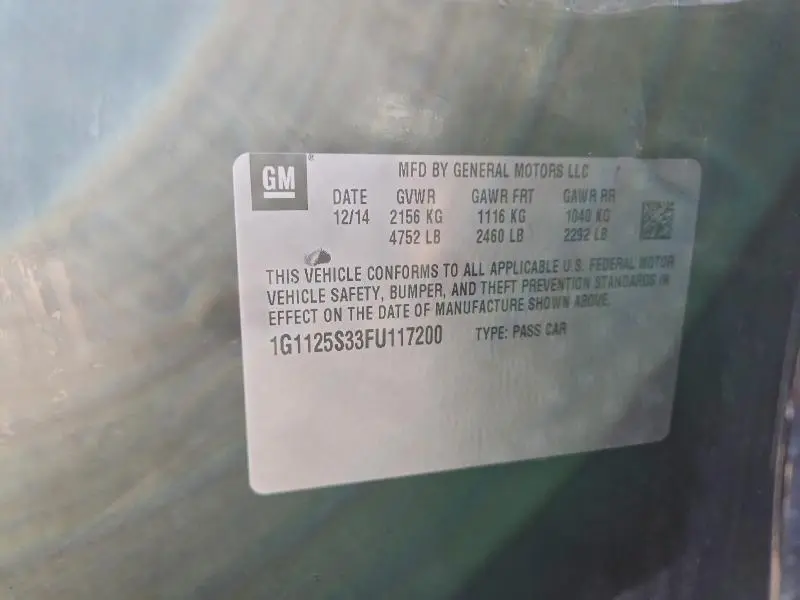 GM
MFD BY GENERAL MOTORS LLC
DATE GVWR GAWR FRT GAWR RR
12/14 2156 KG 1116 KG 1040 KG
4752 LB 2460 LB 2292 LB
THIS VEHICLE CONFORMS TO ALL APPLICABLE U.S. FEDERAL MOTOR
VEHICLE SAFETY, BUMPER, AND THEFT PREVENTION STANDARDS IN
EFFECT ON THE DATE OF MANUFACTURE SHOWN ABOVE.
1G1125S33FU117200 TYPE: PASS CAR